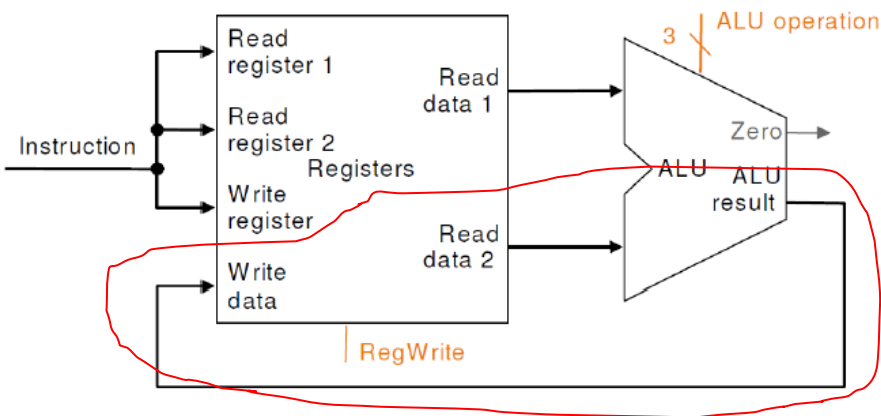 Instruction
Read
register 1
Read
register 2
Registers
Write
register
Write
data
Read
data 1
Read
data 2
RegWrite
3
ALU operation
Zero
ALU
ALU
result